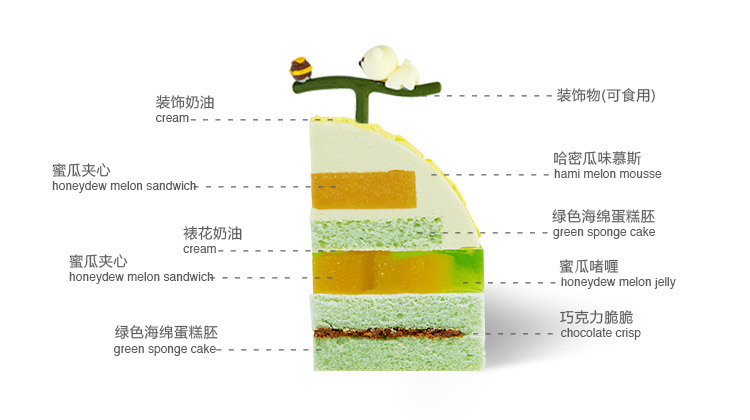 装饰奶油
cream
蜜瓜夹心
honeydew melon sandwich
裱花奶油
cream
蜜瓜夹心
honeydew melon sandwich
绿色海绵蛋糕胚
green sponge cake
装饰物(可食用)
哈密瓜味慕斯
hami melon mousse
绿色海绵蛋糕胚
green sponge cake
蜜瓜啫喱
honeydew melon jelly
巧克力脆脆
chocolate crisp